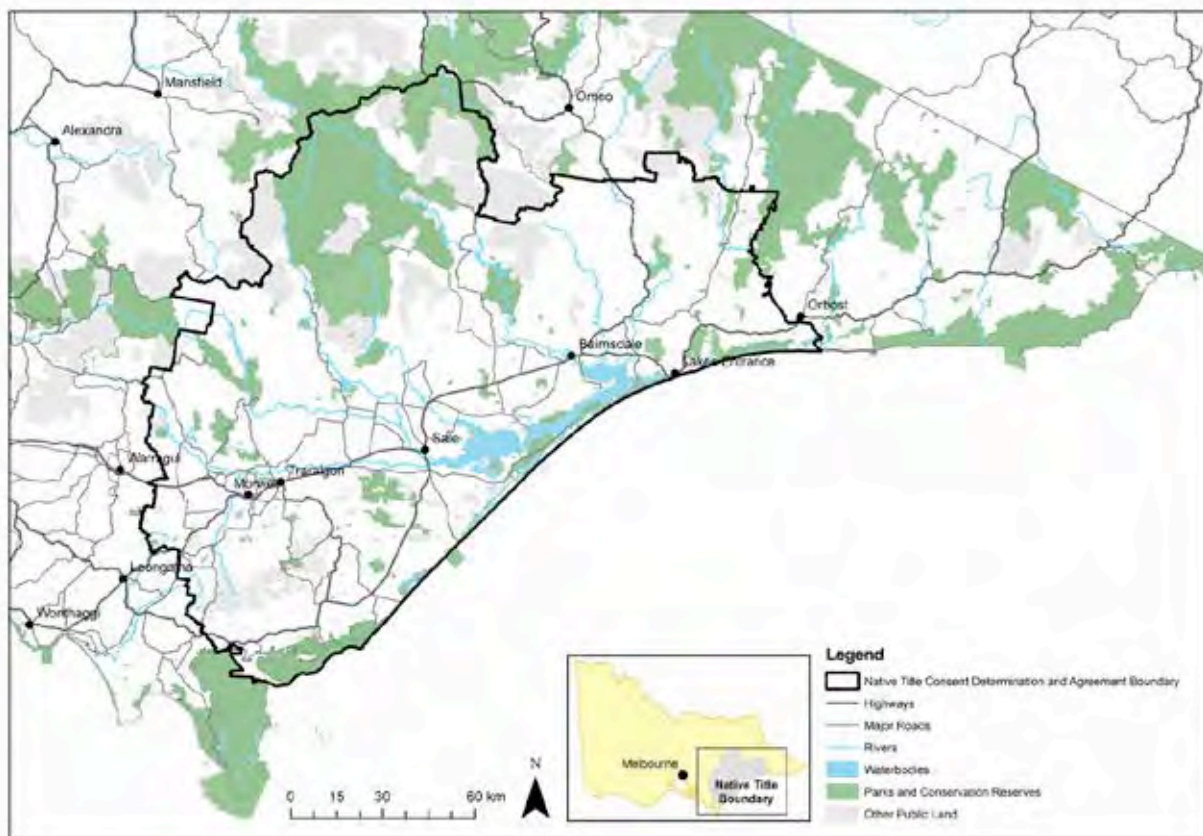 Mansfield
Omeo
Alexandra
Orbost
Bairnsdale
Lakes Entrance
Sale
Warragul
Traralgon
Morwell
Leongatha
Wonthaggi
N
0 15 30 60 km
Melbourne
Native Title
Boundary
Legend
Native Title Consent Determination and Agreement Boundary
Highways
Major Roads
Rivers
Waterbodies
Parks and Conservation Reserves
Other Public Land